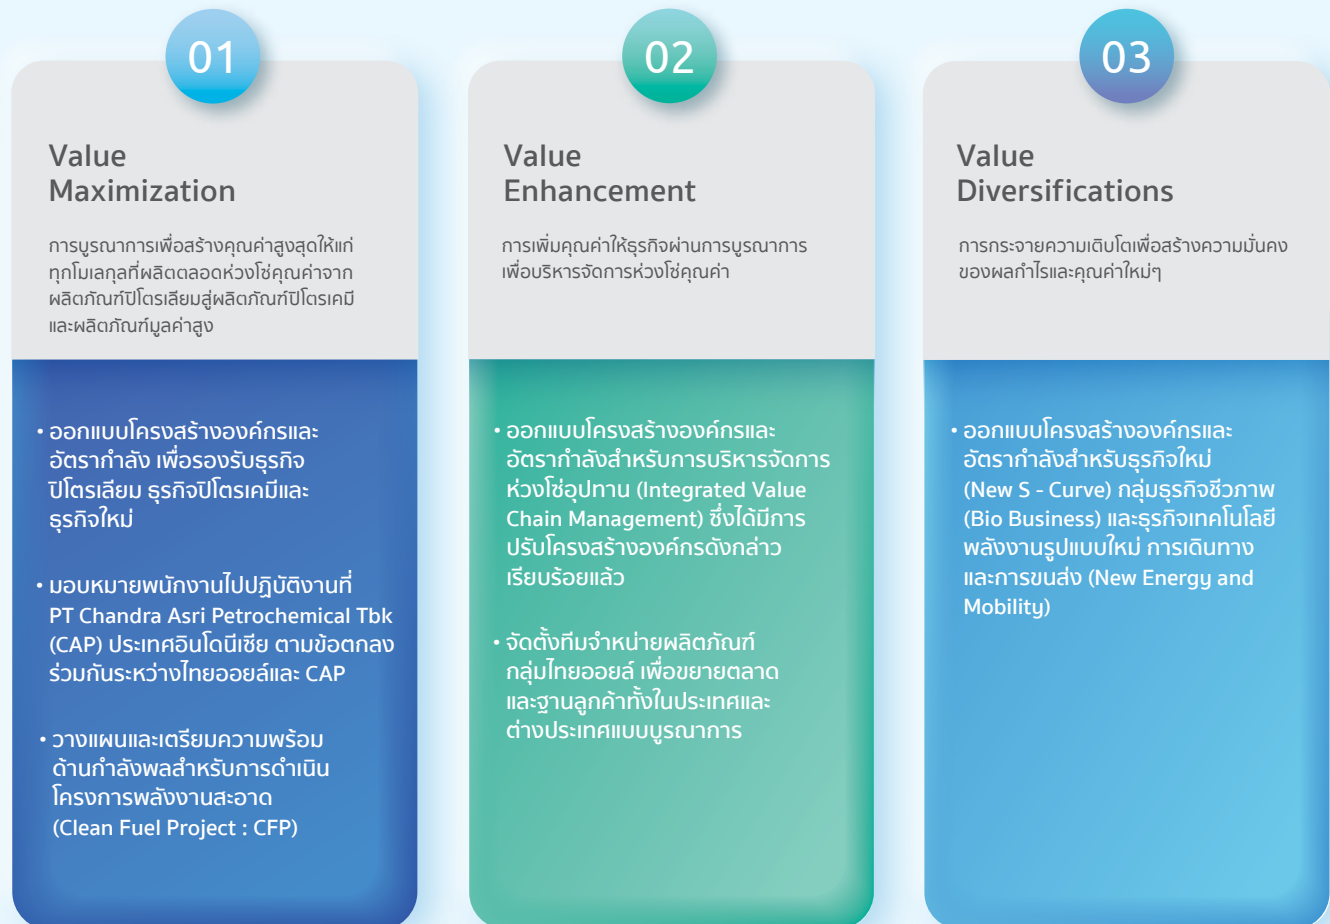 01
Value
Maximization
การบูรณาการเพื่อสร้างคุณค่าสูงสุดให้แก่
ทุกโมเลกุลที่ผลิตตลอดห่วงโซ่คุณค่าจาก
ผลิตภัณฑ์ปิโตรเลียมสู่ผลิตภัณฑ์ปิโตรเคมี
และผลิตภัณฑ์มูลค่าสูง
• ออกแบบโครงสร้างองค์กรและ
อัตรากำลัง เพื่อรองรับธุรกิจ
ปิโตรเลียม ธุรกิจปิโตรเคมีและ
ธุรกิจใหม่
• มอบหมายพนักงานไปปฏิบัติงานที่
PT Chandra Asri Petrochemical Tbk
(CAP) ประเทศอินโดนีเซีย ตามข้อตกลง
ร่วมกันระหว่างไทยออยล์และ CAP
• วางแผนและเตรียมความพร้อม
ด้านกำลังพลสำหรับการดำเนิน
โครงการพลังงานสะอาด
(Clean Fuel Project : CFP)
02
Value
Enhancement
การเพิ่มคุณค่าให้ธุรกิจผ่านการบูรณาการ
เพื่อบริหารจัดการห่วงโซ่คุณค่า
• ออกแบบโครงสร้างองค์กรและ
อัตรากำลังสำหรับการบริหารจัดการ
ห่วงโซ่อุปทาน (Integrated Value
Chain Management) ซึ่งได้มีการ
ปรับโครงสร้างองค์กรดังกล่าว
เรียบร้อยแล้ว
• จัดตั้งทีมจำหน่ายผลิตภัณฑ์
กลุ่มไทยออยล์ เพื่อขยายตลาด
และฐานลูกค้าทั้งในประเทศและ
ต่างประเทศแบบบูรณาการ
03
Value
Diversifications
การกระจายความเติบโตเพื่อสร้างความมั่นคง
ของผลกำไรและคุณค่าใหม่ๆ
• ออกแบบโครงสร้างองค์กรและ
อัตรากำลังสำหรับธุรกิจใหม่
(New S - Curve) กลุ่มธุรกิจชีวภาพ
(Bio Business) และธุรกิจเทคโนโลยี
พลังงานรูปแบบใหม่ การเดินทาง
และการขนส่ง (New Energy and
Mobility)